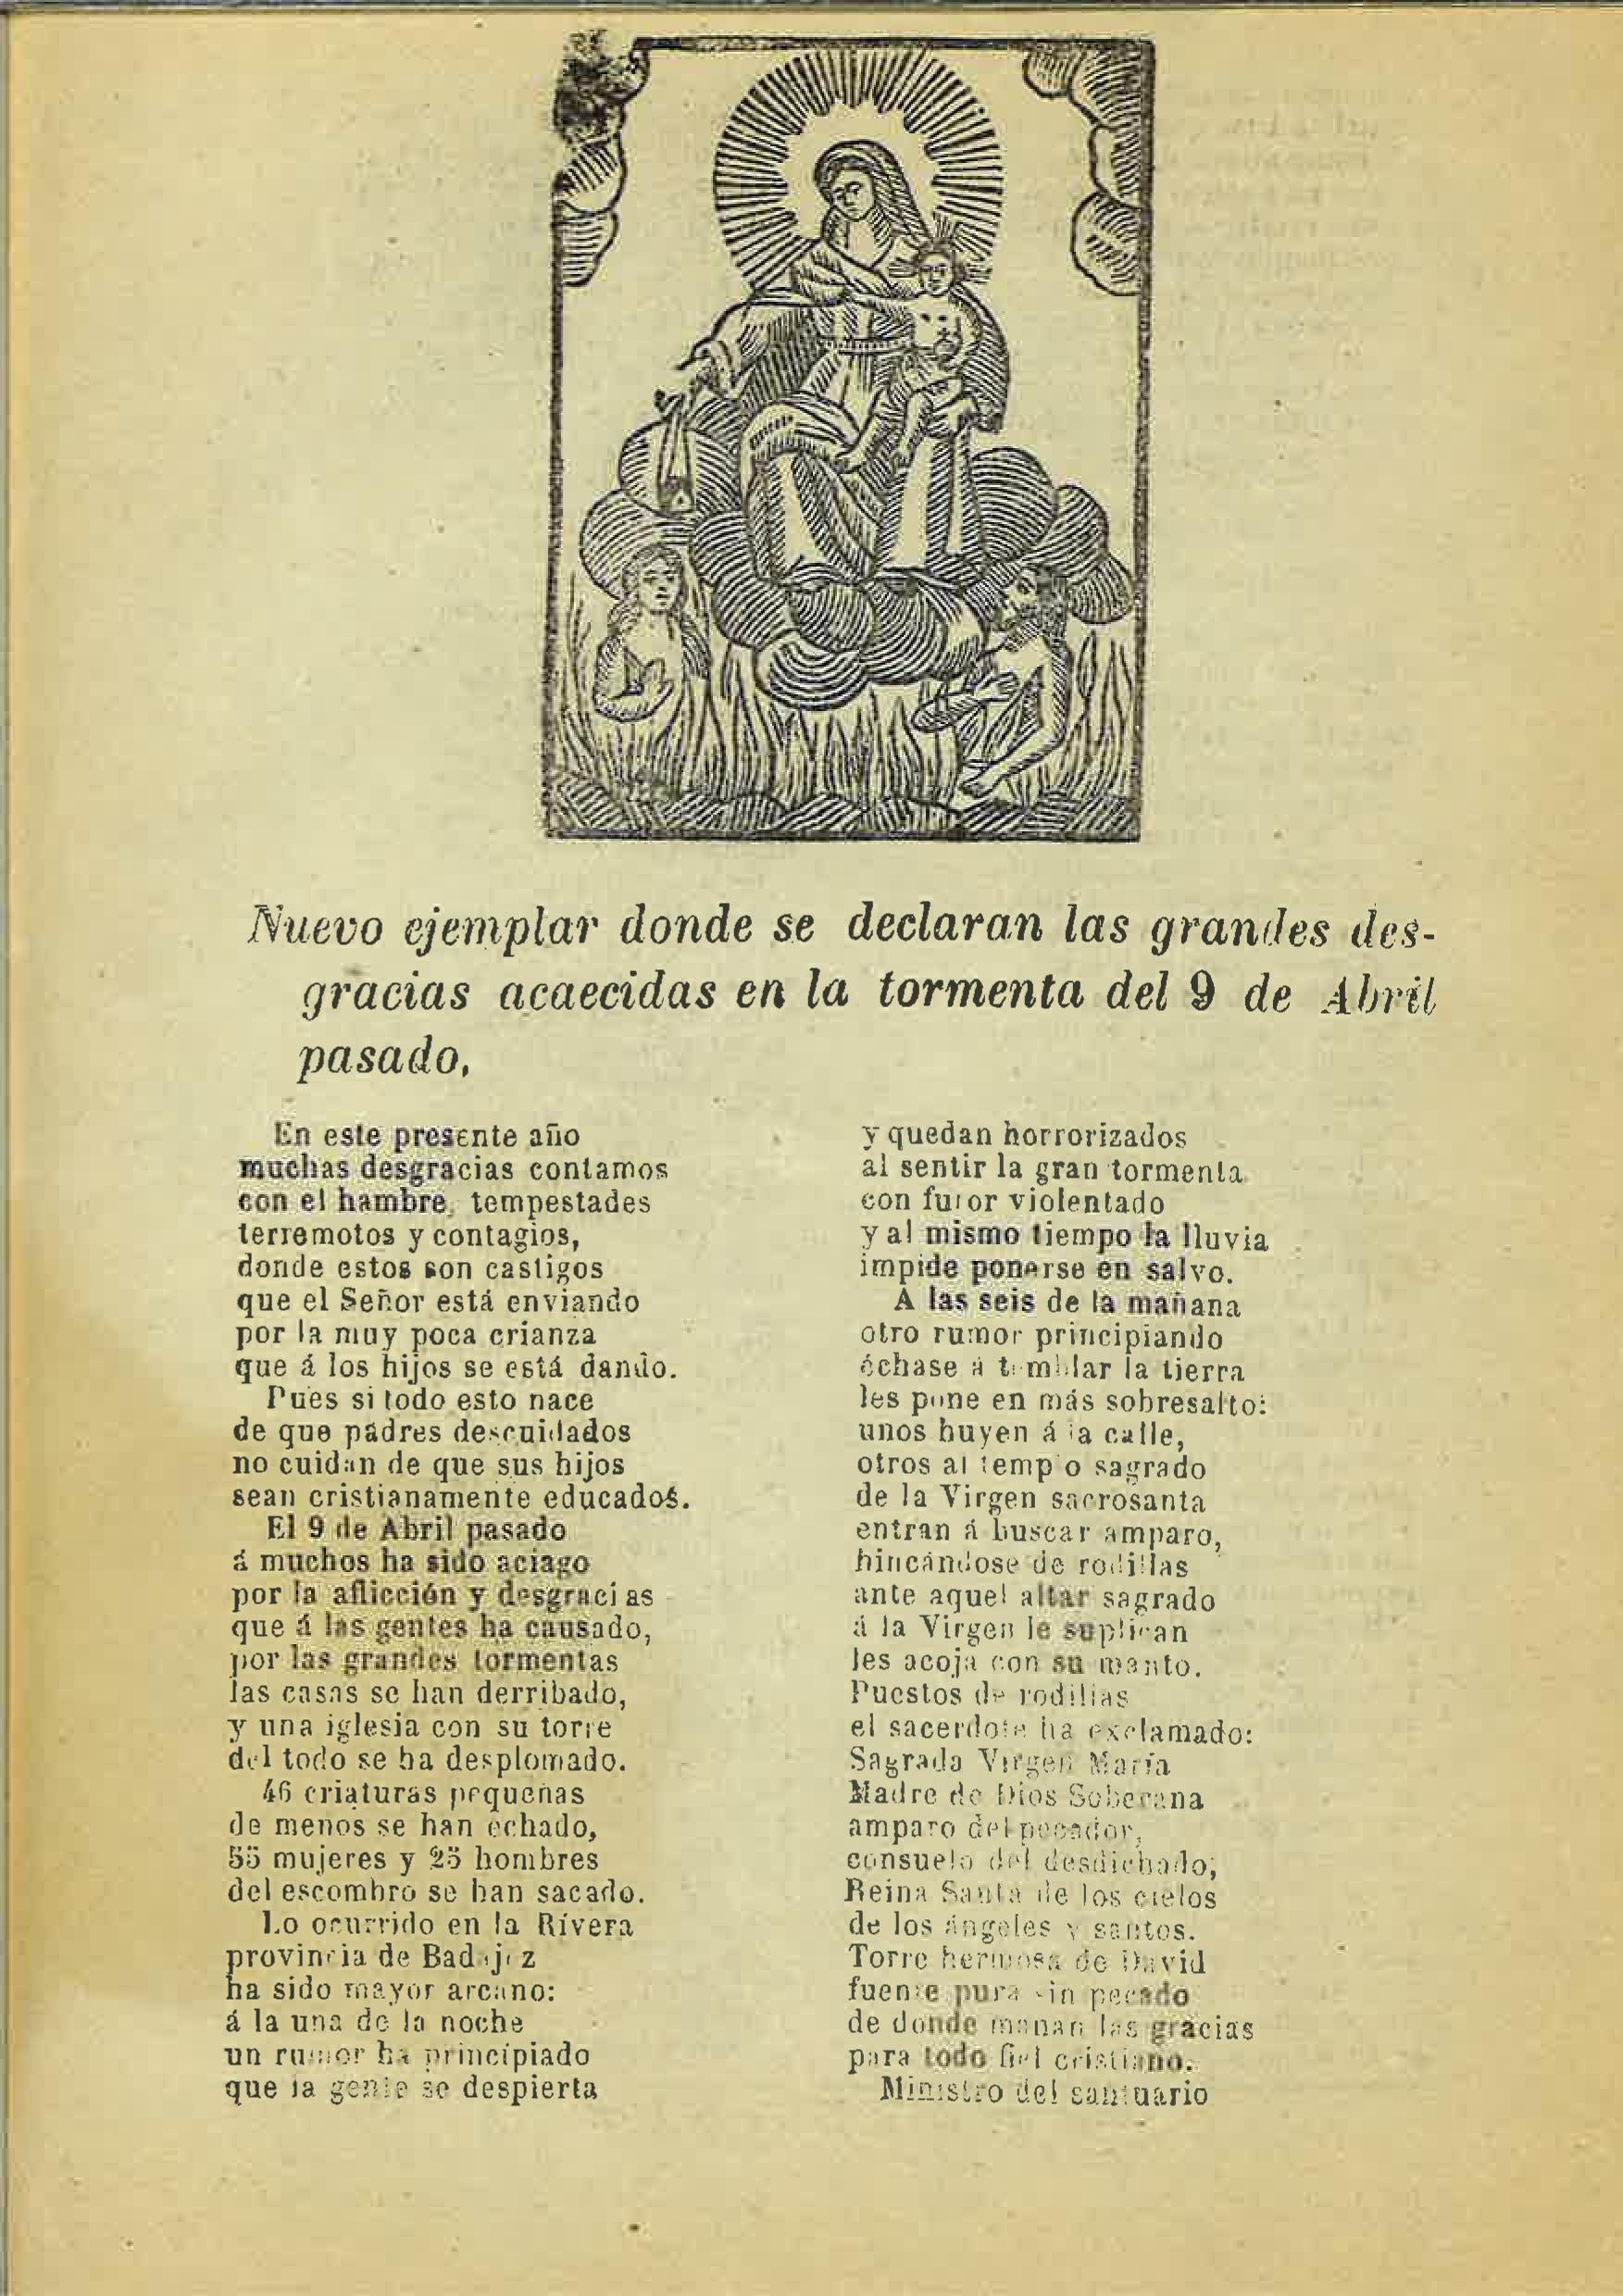 Nuevo ejemplar donde se declaran las grandes des-
gracias acaecidas en la tormenta del 9 de Abril
pasado,
En este presente año
muchas desgracias contamos
con el hambre, tempestades
terremotos y contagios,
donde estos son castigos
que el Señor está enviando
por la muy poca crianza
que á los hijos se está dando.
Pues si todo esto nace
de que padres descuidados
no cuidan de que sus hijos
sean cristianamente educados.
El 9 de Abril pasado
á muchos ha sido aciago
por la aflicción y desgracias
que á las gentes ha causado,
por las grandes tormentas
las casas se han derribado,
y una iglesia con su torre
del todo se ha desplomado.
46 criaturas pequeñas
de menos se han echado,
55 mujeres y 25 hombres
del escombro se han sacado.
Lo ocurrido en la Rívera
provincia de Badajoz
ha sido mayor arcano:
á la una de la noche
un rumor ha principiado
que la gente se despierta
y quedan horrorizados
al sentir la gran tormenta
con furor violentado
y al mismo tiempo la lluvia
impide ponerse en salvo.
A las seis de la mañana
otro rumor principiando
échase á temblar la tierra
les pone en más sobresalto:
unos huyen á la calle,
otros al templo sagrado
de la Virgen sacrosanta
entran á buscar amparo,
hincándose de rodillas
ante aquel altar sagrado
á la Virgen le suplican
les acoja con su manto.
Puestos de rodillas
el sacerdote ha exclamado:
Sagrada Virgen María
Madre de Dios Soberana
amparo del pecador,
consuelo del desdichado;
Reina Santa de los cielos
de los ángeles y santos.
Torre hermosa de David
fuente pura sin pecado
de donde manan las gracias
para todo fiel cristiano.
Ministro del santuario